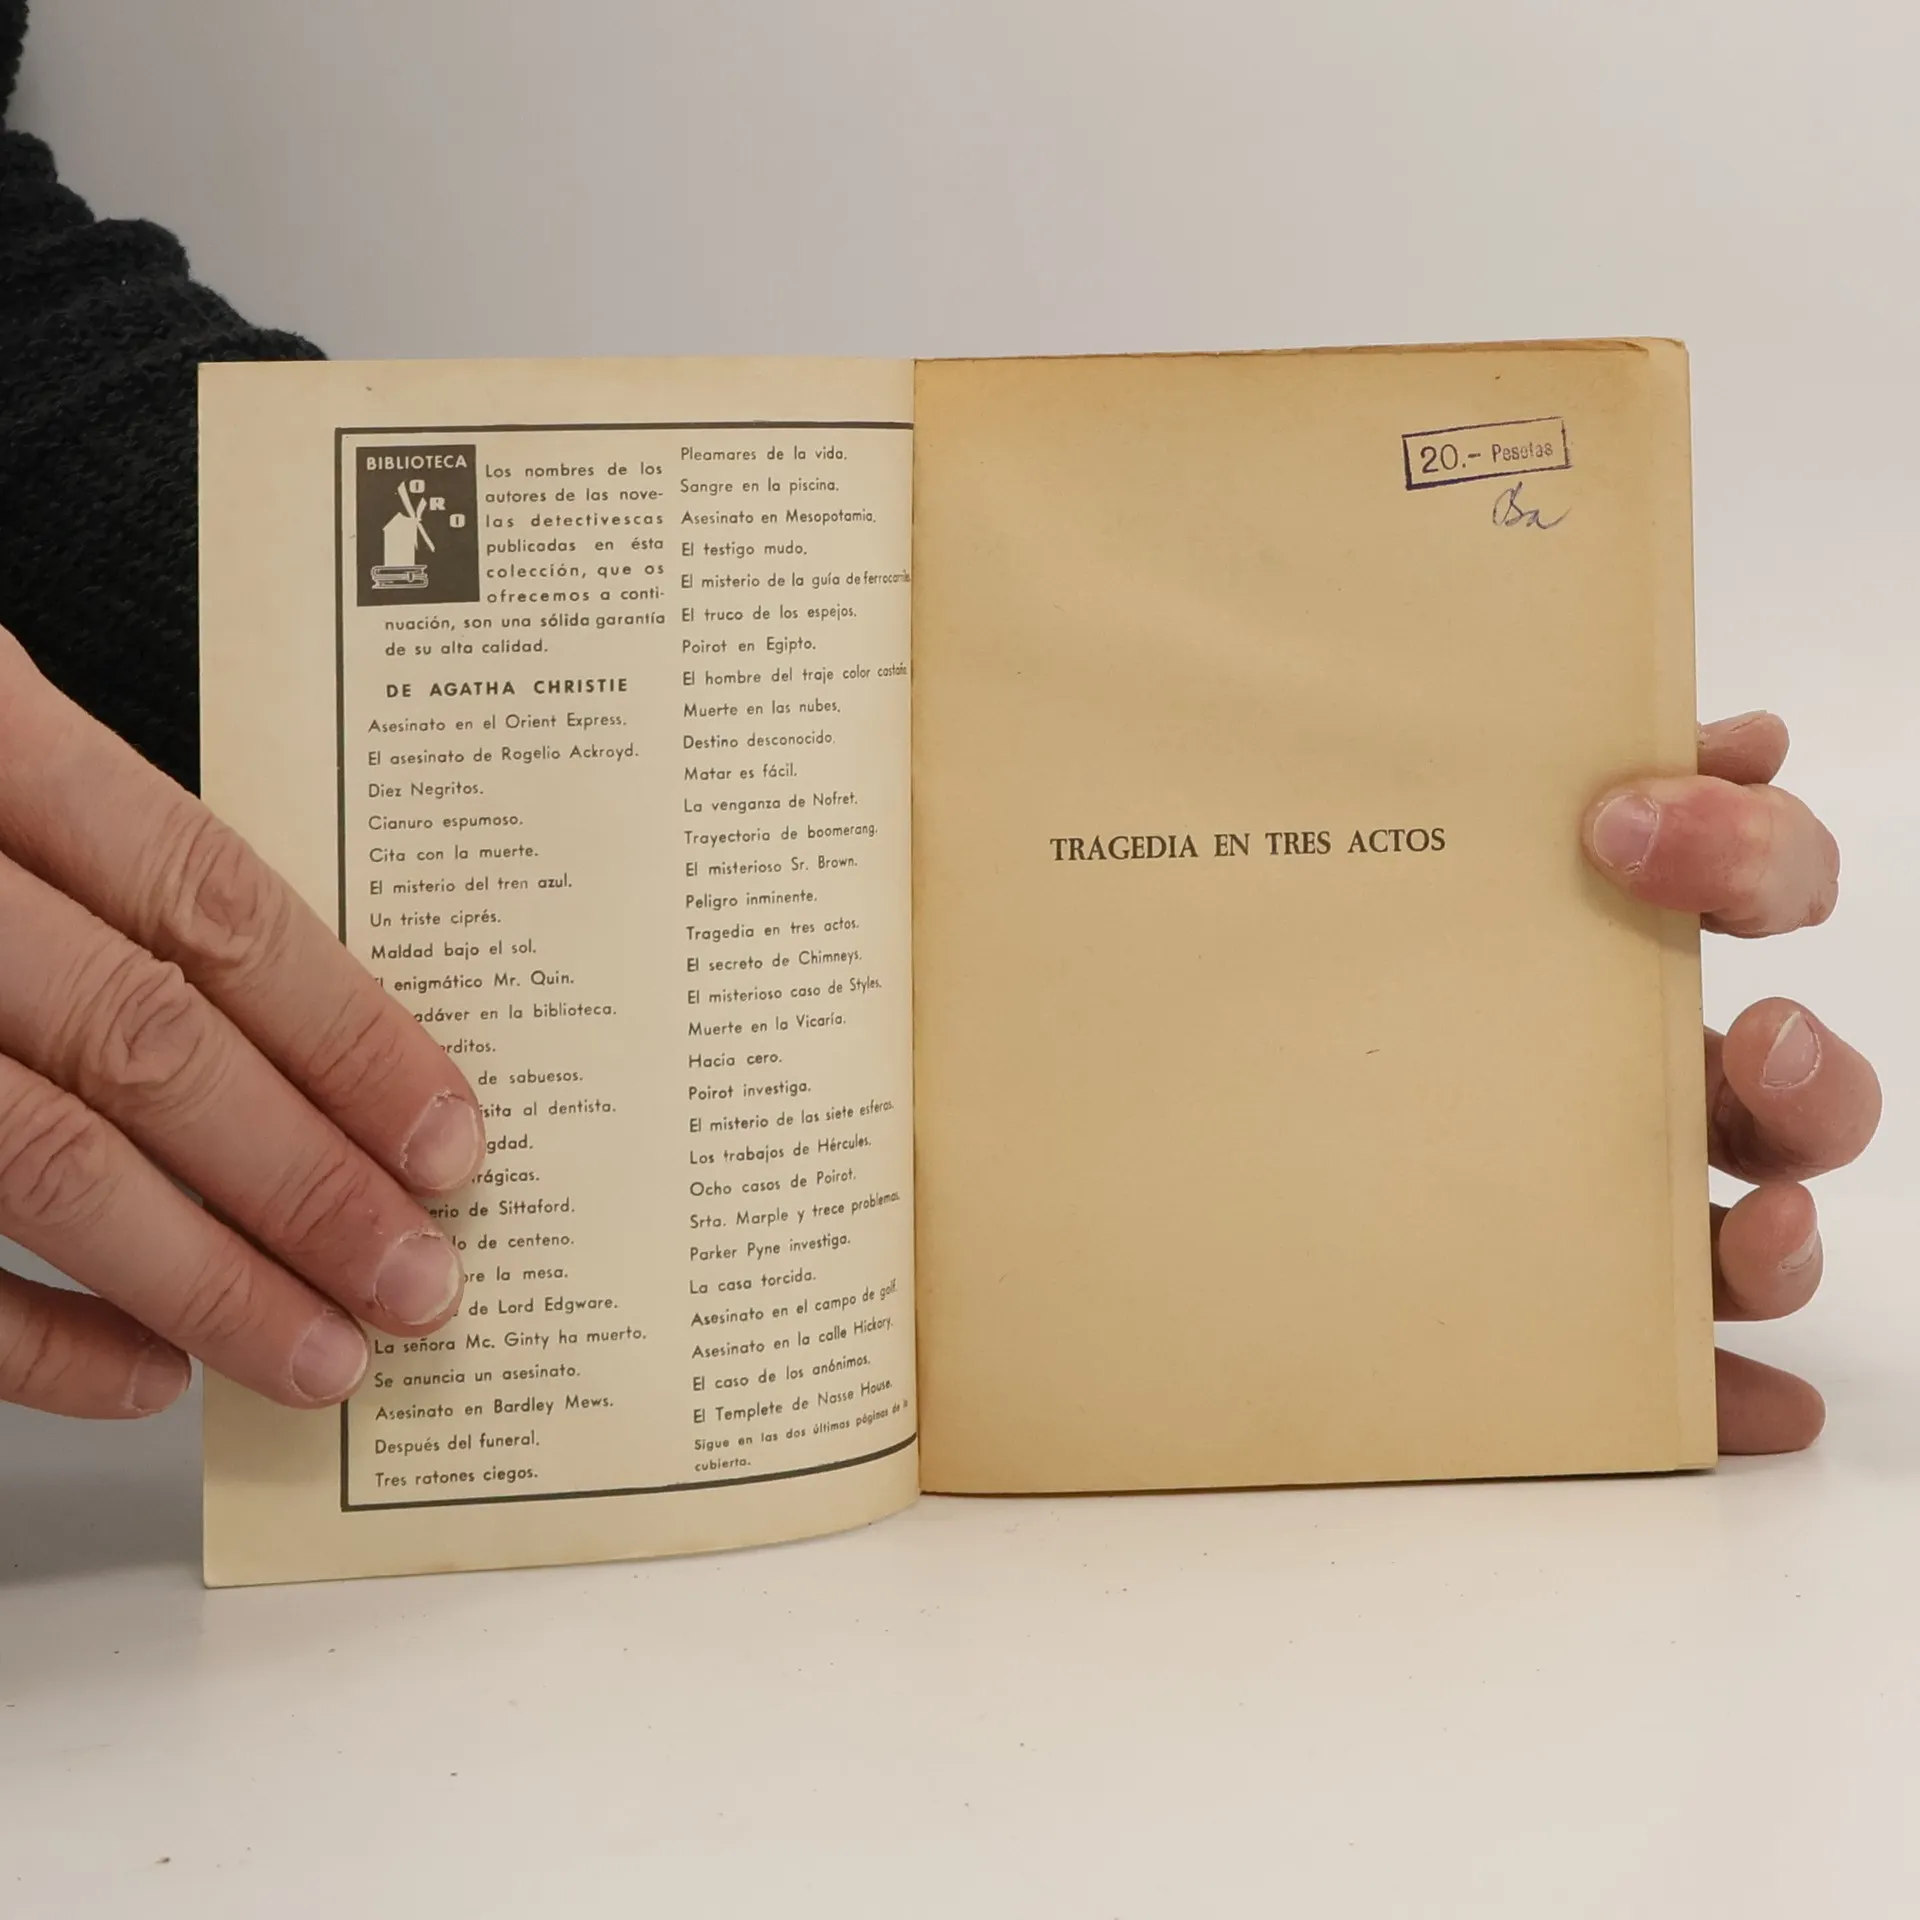 BIBLIOTECA
ORO
Los nombres de los
autores de las nove-
las detectivescas
publicadas en ésta
colección, que os
ofrecemos a conti-
nuación, son una sólida garantía
de su alta calidad.
DE AGATHA CHRISTIE
Asesinato en el Orient Express.
El asesinato de Rogelio Ackroyd.
Diez Negritos.
Cianuro espumoso.
Cita con la muerte.
El misterio del tren azul.
Un triste ciprés.
Maldad bajo el sol.
enigmático Mr. Quin.
en la biblioteca.
de sabuesos.
al dentista.
de Sittaford.
de centeno.
la mesa.
de Lord Edgware.
La señora Mc. Ginty ha muerto.
Se anuncia un asesinato.
Asesinato en Bardley Mews.
Después del funeral.
Tres ratones ciegos.
Pleamares de la vida.
Sangre en la piscina.
Asesinato en Mesopotamia.
El testigo mudo.
El misterio de la guía de
El truco de los espejos.
Poirot en Egipto.
El hombre del traje color
Muerte en las nubes.
Destino desconocido.
Matar es fácil.
La venganza de Nofret.
Trayectoria de boomerang.
El misterioso Sr. Brown.
Peligro inminente.
Tragedia en tres actos.
El secreto de Chimneys.
El misterioso caso de Styles.
Muerte en la Vicaría.
Hacia cero.
Poirot investiga.
El misterio de las siete esferas.
Los trabajos de Hércules.
Ocho casos de Poirot.
Srta. Marple y trece problemas.
Parker Pyne investiga.
La casa torcida.
Asesinato en el campo de golf.
Asesinato en la calle Hickory.
El caso de los anónimos.
El Templete de Nasse House.
Sigue en las dos últimas páginas de la
cubierta.
20.- Pesetas
TRAGEDIA EN TRES ACTOS